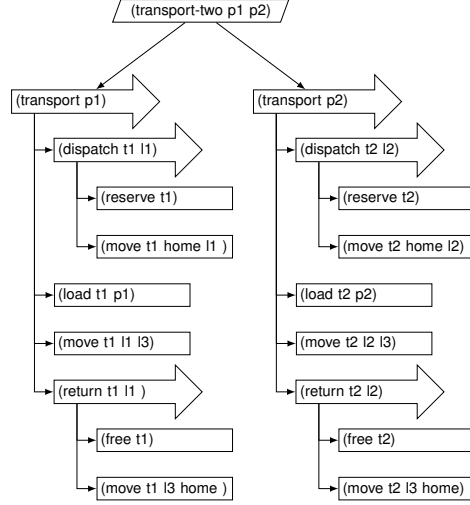 (transport-two p1 p2)
(transport p1)
(dispatch t1 l1)
(reserve t1)
(move t1 home l1 )
(load t1 p1)
(move t1 l1 l3)
(return t1 l1 )
(free t1)
(move t1 l3 home )
(transport p2)
(dispatch t2 l2)
(reserve t2)
(move t2 home l2)
(load t2 p2)
(move t2 l2 l3)
(return t2 l2)
(free t2)
(move t2 l3 home)